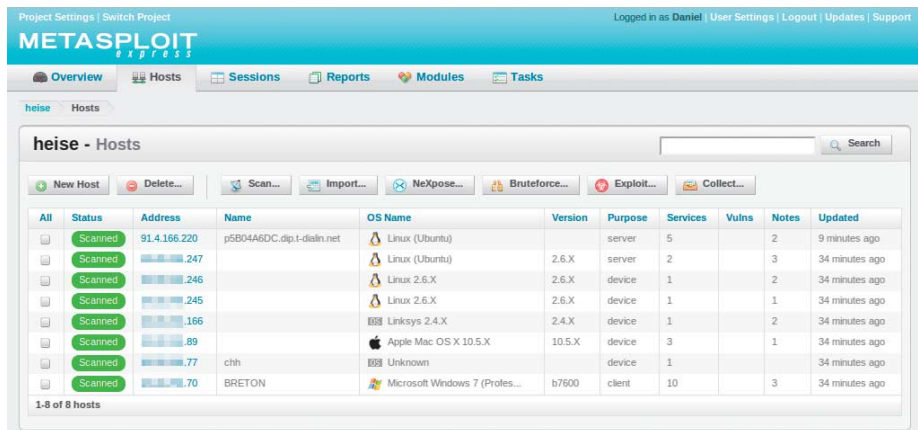 Project Settings | Switch Project
Logged in as Daniel | User Settings | Logout | Updates | Support
METASPLOIT
express
Overview Hosts Sessions Reports Modules Tasks
heise Hosts
heise - Hosts
Search
New Host Delete... Scan... Import... NeXpose... Bruteforce... Exploit... Collect...
All Status Address Name OS Name Version Purpose Services Vulns Notes Updated
Scanned 91.4.166.220 p5B04A6DC.dip.t-dialin.net Linux (Ubuntu) server 5 2 9 minutes ago
Scanned .247 Linux (Ubuntu) 2.6.X server 2 3 34 minutes ago
Scanned .246 Linux 2.6.X 2.6.X device 1 2 34 minutes ago
Scanned .245 Linux 2.6.X 2.6.X device 1 1 34 minutes ago
Scanned .166 OS Linksys 2.4.X 2.4.X device 1 2 34 minutes ago
Scanned .89 Apple Mac OS X 10.5.X 10.5.X device 3 1 34 minutes ago
Scanned .77 chh OS Unknown device 1 34 minutes ago
Scanned .70 BRETON Microsoft Windows 7 (Profes... b7600 client 10 3 34 minutes ago
1-8 of 8 hosts